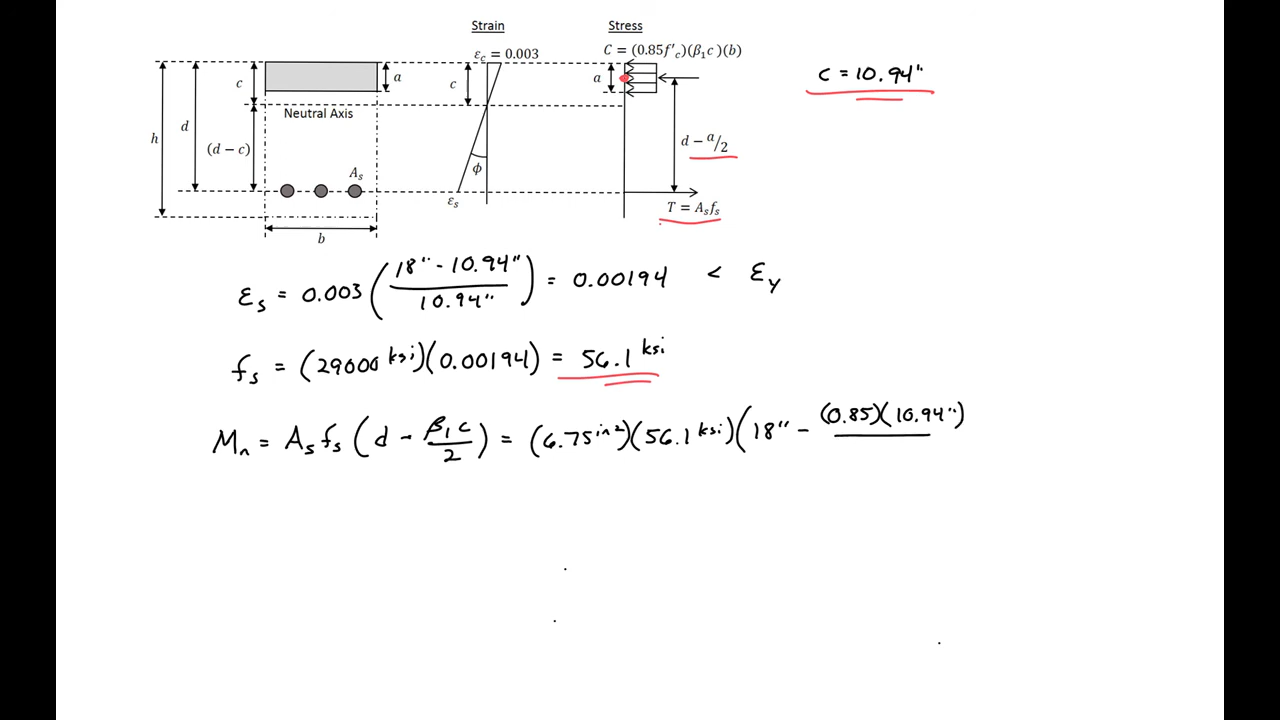 Strain Stress
εc = 0.003 C = (0.85f'c)(β1c)(b)
c = 10.94"
c a c a
Neutral Axis
h d (d − c) d − a/2
As ϕ
εs T = Asfs
b
εs = 0.003 ( 18" - 10.94" / 10.94" ) = 0.00194 < εy
fs = (29000 ksi)(0.00194) = 56.1 ksi
Mn = As fs ( d - β1 c / 2 ) = (6.75 in²)(56.1 ksi)(18" - (0.85)(10.94")